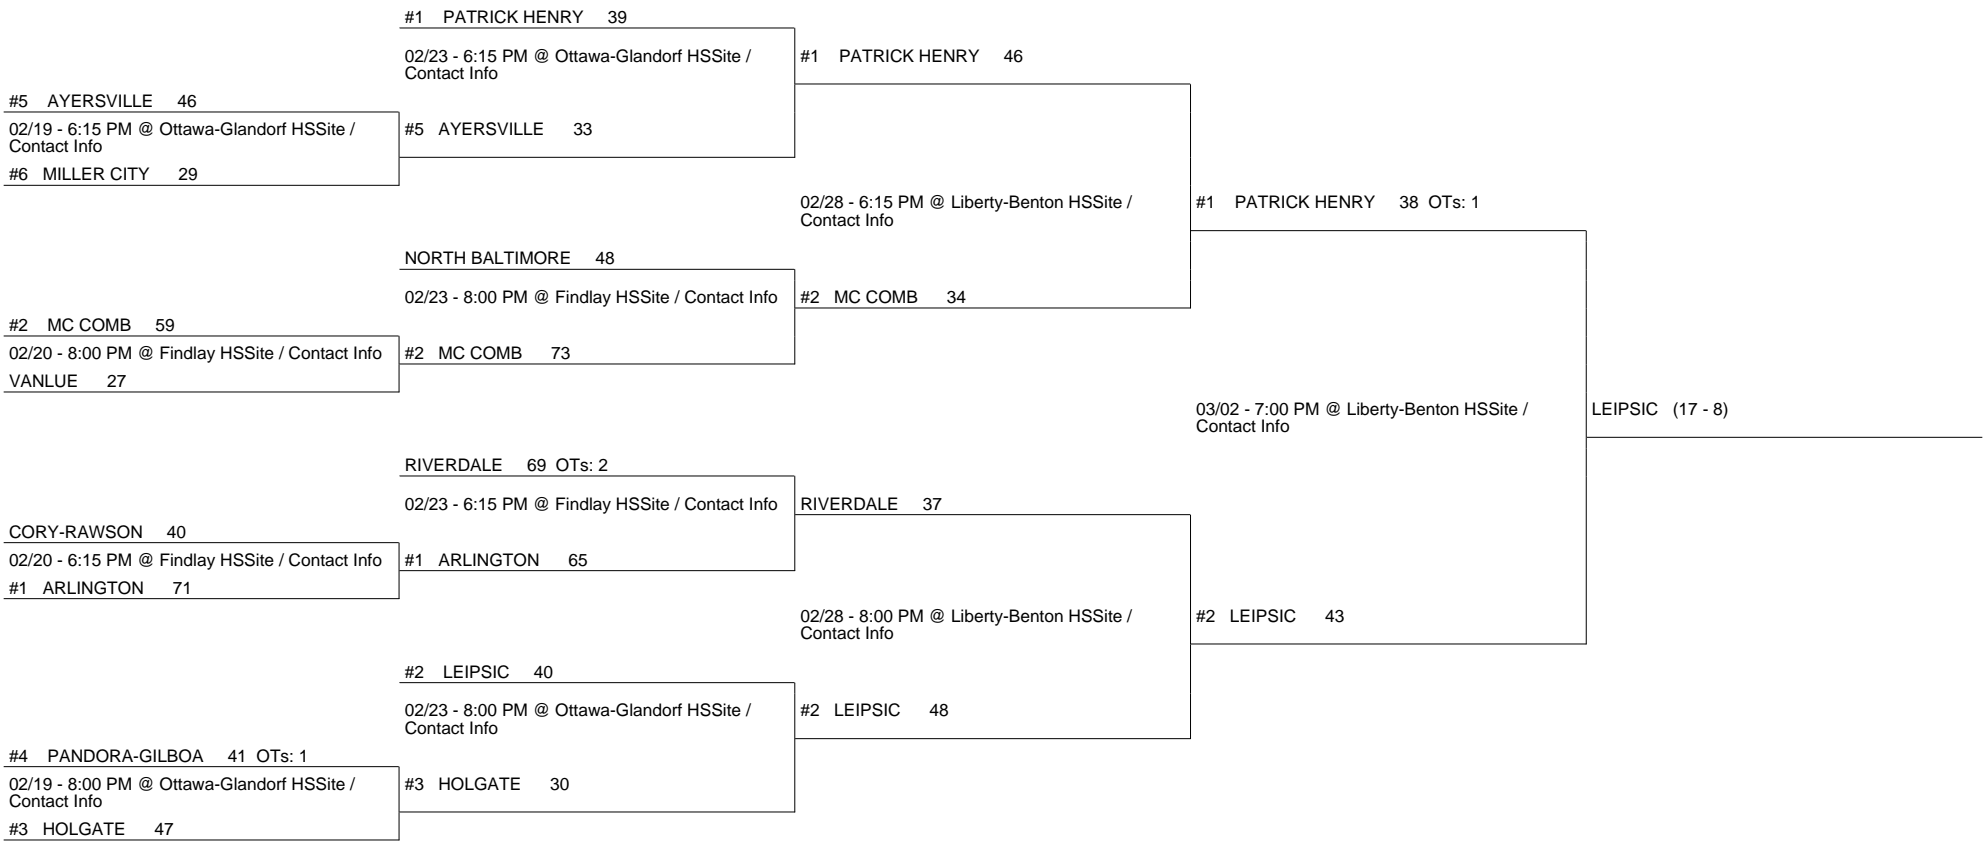 #1 PATRICK HENRY 39
02/23 - 6:15 PM @ Ottawa-Glandorf HSSite /
Contact Info
#1 PATRICK HENRY 46
#5 AYERSVILLE 46
02/19 - 6:15 PM @ Ottawa-Glandorf HSSite /
Contact Info
#5 AYERSVILLE 33
#6 MILLER CITY 29
02/28 - 6:15 PM @ Liberty-Benton HSSite /
Contact Info
#1 PATRICK HENRY 38 OTs: 1
NORTH BALTIMORE 48
02/23 - 8:00 PM @ Findlay HSSite / Contact Info
#2 MC COMB 34
#2 MC COMB 59
02/20 - 8:00 PM @ Findlay HSSite / Contact Info
#2 MC COMB 73
VANLUE 27
03/02 - 7:00 PM @ Liberty-Benton HSSite /
Contact Info
LEIPSIC (17 - 8)
RIVERDALE 69 OTs: 2
02/23 - 6:15 PM @ Findlay HSSite / Contact Info
RIVERDALE 37
CORY-RAWSON 40
02/20 - 6:15 PM @ Findlay HSSite / Contact Info
#1 ARLINGTON 65
#1 ARLINGTON 71
02/28 - 8:00 PM @ Liberty-Benton HSSite /
Contact Info
#2 LEIPSIC 43
#2 LEIPSIC 40
02/23 - 8:00 PM @ Ottawa-Glandorf HSSite /
Contact Info
#2 LEIPSIC 48
#4 PANDORA-GILBOA 41 OTs: 1
02/19 - 8:00 PM @ Ottawa-Glandorf HSSite /
Contact Info
#3 HOLGATE 30
#3 HOLGATE 47